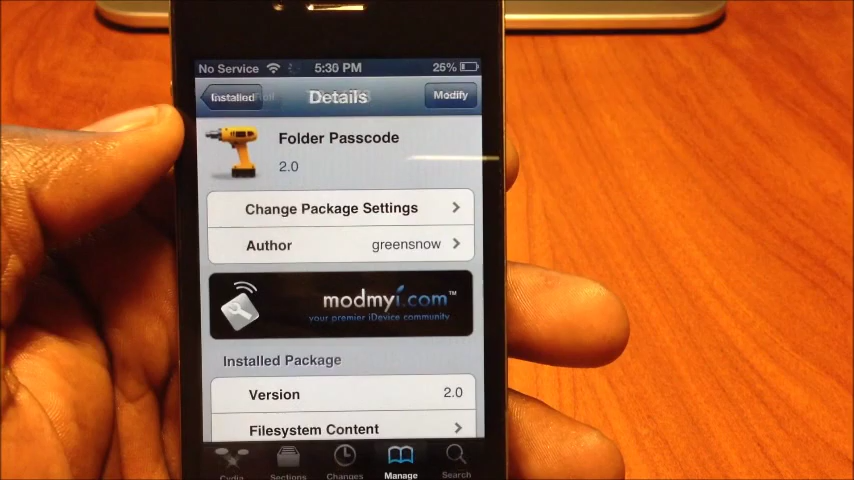 No Service 5:30 PM 26%
Installed Details Modify
Folder Passcode
2.0
Change Package Settings
Author greensnow
modmyi.com™
your premier iDevice community.
Installed Package
Version 2.0
Filesystem Content
Cydia Sections Changes Manage Search